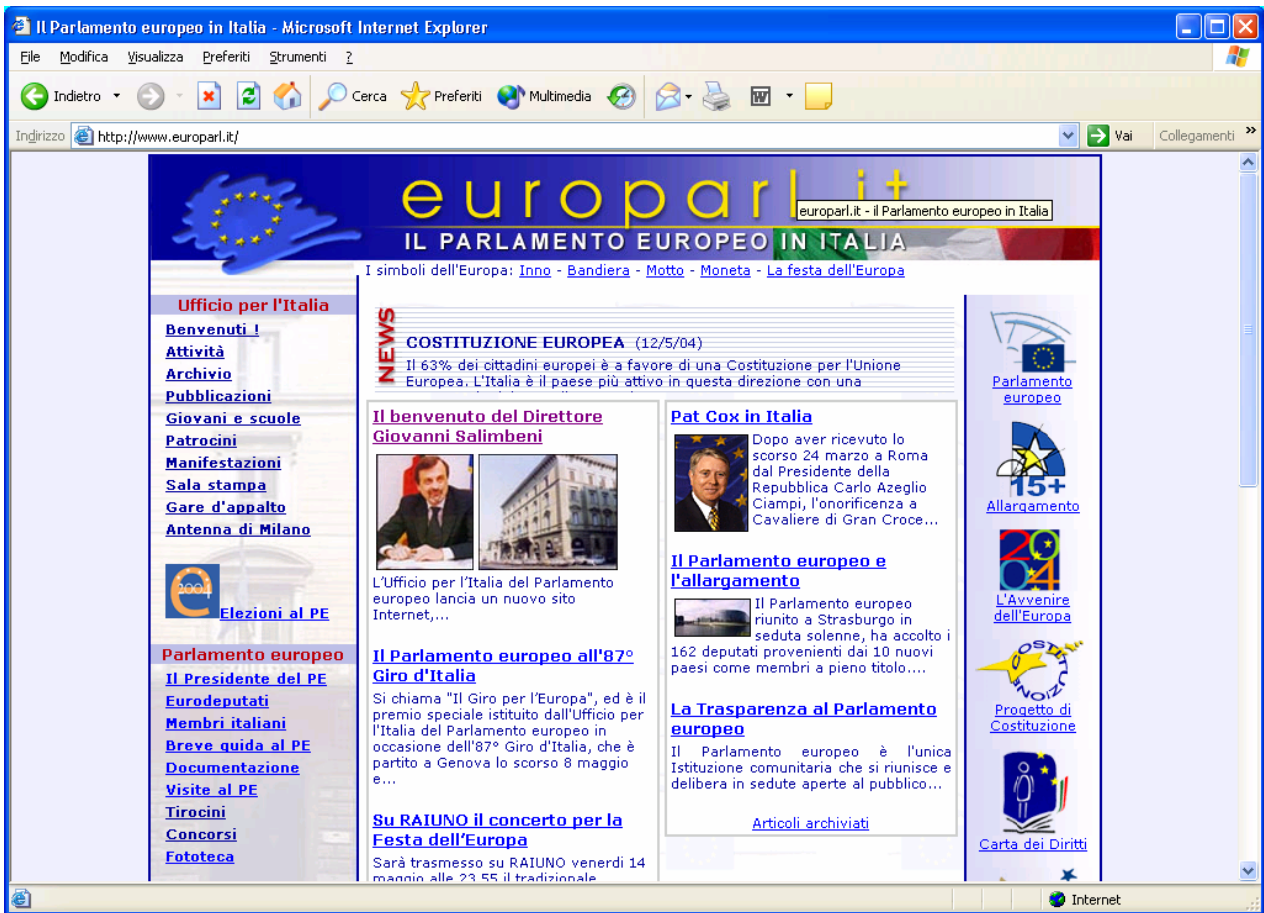 Il Parlamento europeo in Italia - Microsoft Internet Explorer
File Modifica Visualizza Preferiti Strumenti ?
Indietro Cerca Preferiti Multimedia
Indirizzo http://www.europarl.it/ Vai Collegamenti »
europarl.it
europarl.it - il Parlamento europeo in Italia
IL PARLAMENTO EUROPEO IN ITALIA
I simboli dell'Europa: Inno - Bandiera - Motto - Moneta - La festa dell'Europa
Ufficio per l'Italia
Benvenuti !
Attività
Archivio
Pubblicazioni
Giovani e scuole
Patrocini
Manifestazioni
Sala stampa
Gare d'appalto
Antenna di Milano
2004
Elezioni al PE
Parlamento europeo
Il Presidente del PE
Eurodeputati
Membri italiani
Breve guida al PE
Documentazione
Visite al PE
Tirocini
Concorsi
Fototeca
NEWS
COSTITUZIONE EUROPEA (12/5/04)
Il 63% dei cittadini europei è a favore di una Costituzione per l'Unione
Europea. L'Italia è il paese più attivo in questa direzione con una
Il benvenuto del Direttore
Giovanni Salimbeni
L'Ufficio per l'Italia del Parlamento
europeo lancia un nuovo sito
Internet,...
Il Parlamento europeo all'87°
Giro d'Italia
Si chiama "Il Giro per l'Europa", ed è il
premio speciale istituito dall'Ufficio per
l'Italia del Parlamento europeo in
occasione dell'87° Giro d'Italia, che è
partito a Genova lo scorso 8 maggio
e...
Su RAIUNO il concerto per la
Festa dell'Europa
Sarà trasmesso su RAIUNO venerdi 14
maggio alle 23.55 il tradizionale
Pat Cox in Italia
Dopo aver ricevuto lo
scorso 24 marzo a Roma
dal Presidente della
Repubblica Carlo Azeglio
Ciampi, l'onorificenza a
Cavaliere di Gran Croce...
Il Parlamento europeo e
l'allargamento
Il Parlamento europeo
riunito a Strasburgo in
seduta solenne, ha accolto i
162 deputati provenienti dai 10 nuovi
paesi come membri a pieno titolo....
La Trasparenza al Parlamento
europeo
Il Parlamento europeo è l'unica
Istituzione comunitaria che si riunisce e
delibera in sedute aperte al pubblico...
Articoli archiviati
Parlamento
europeo
15+
Allargamento
2004
L'Avvenire
dell'Europa
COSTITUZIONE
Progetto di
Costituzione
Carta dei Diritti
Internet